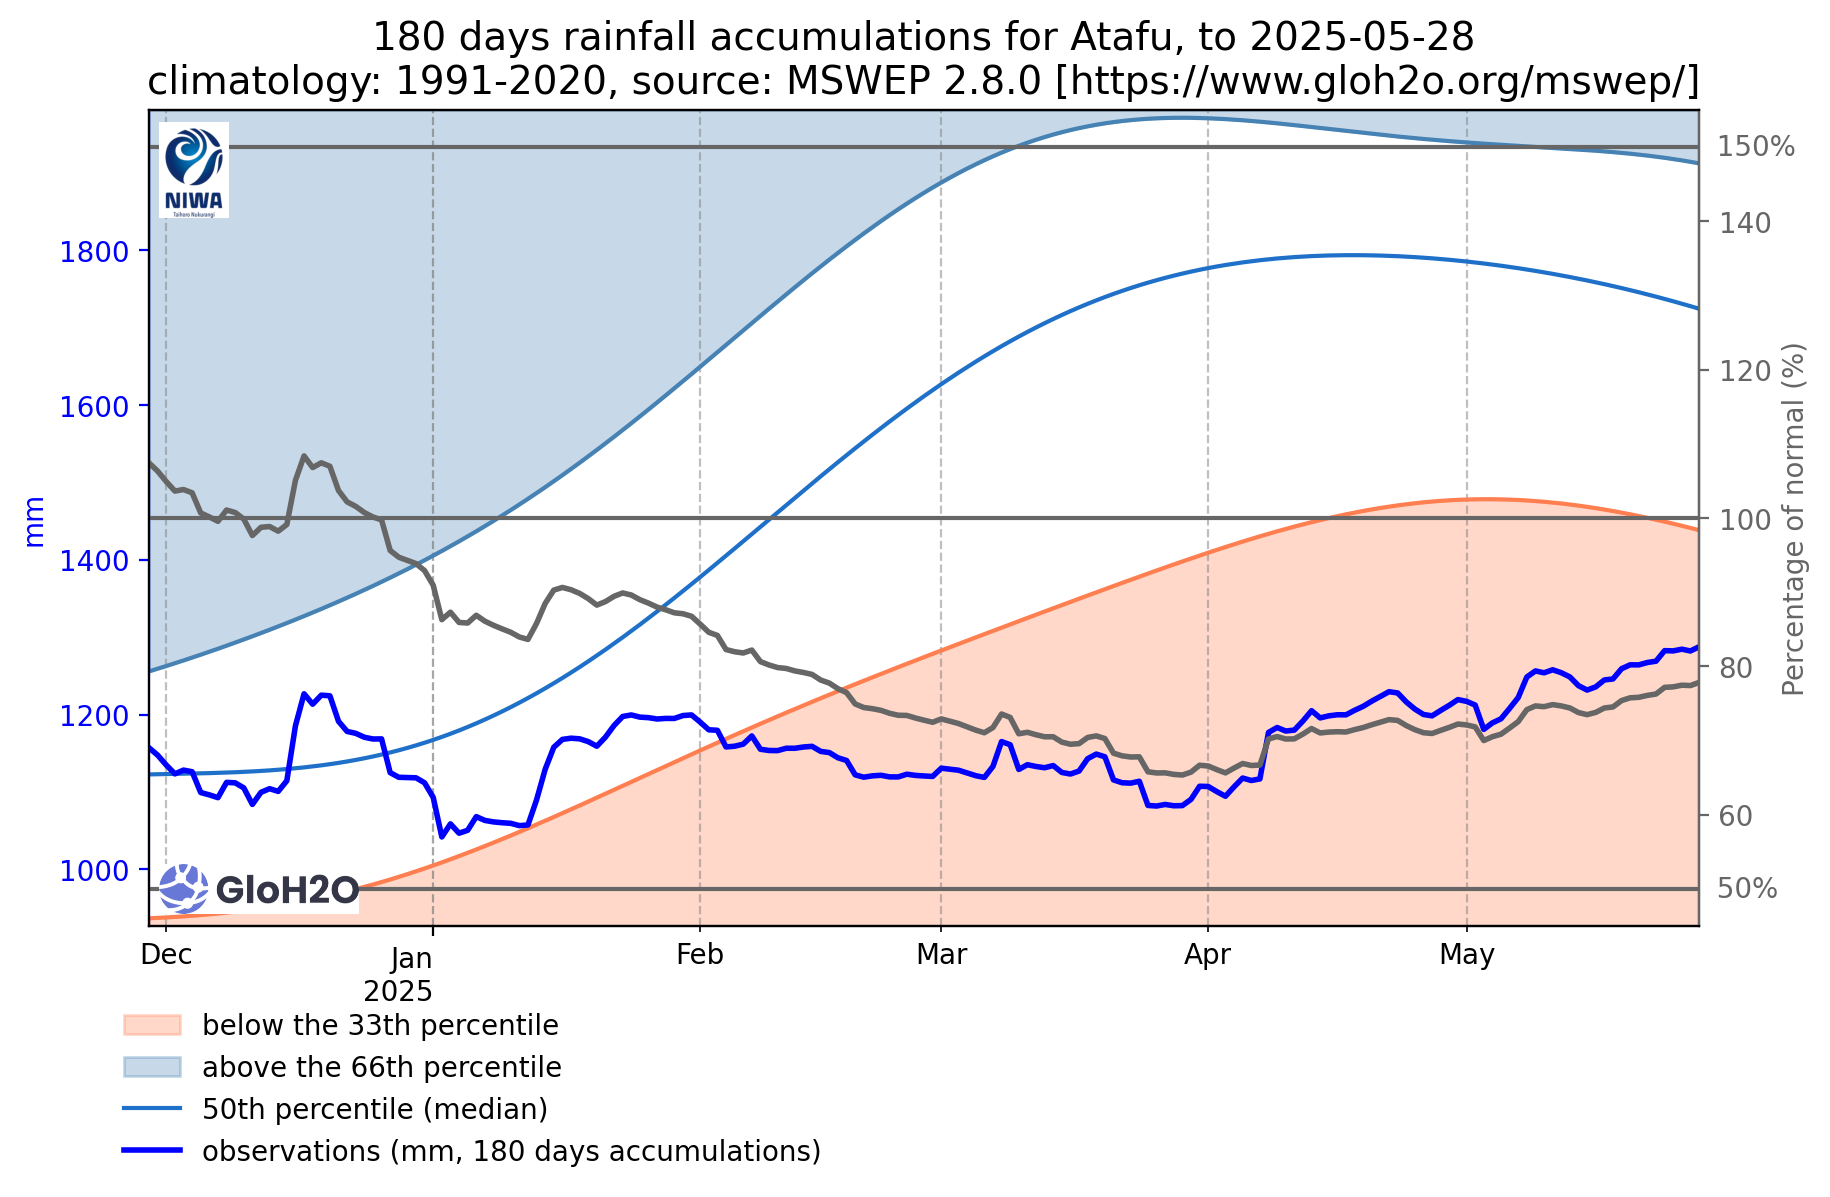 180 days rainfall accumulations for Atafu, to 2025-05-28
climatology: 1991-2020, source: MSWEP 2.8.0 [https://www.gloh2o.org/mswep/]
NIWA
Taihoro Nukurangi
150%
140
1800
120
1600
Percentage of normal (%)
100
mm
1400
80
1200
60
1000
GloH2O
50%
Dec
Jan
2025
Feb
Mar
Apr
May
below the 33th percentile
above the 66th percentile
50th percentile (median)
observations (mm, 180 days accumulations)